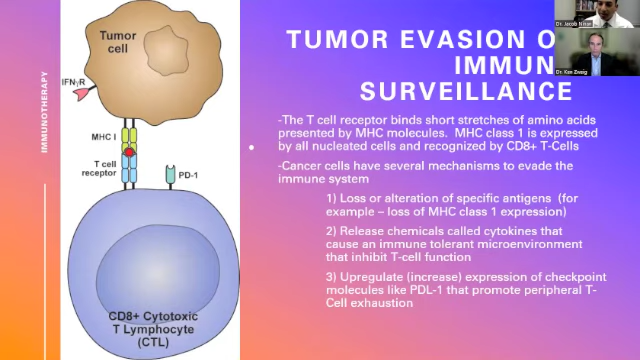 IMMUNOTHERAPY
Tumor
cell
IFNγR
MHC I
T cell
receptor
PD-1
CD8+ Cytotoxic
T Lymphocyte
(CTL)
TUMOR EVASION O
IMMUN
SURVEILLANCE
-The T cell receptor binds short stretches of amino acids
presented by MHC molecules. MHC class 1 is expressed
by all nucleated cells and recognized by CD8+ T-Cells
-Cancer cells have several mechanisms to evade the
immune system
1) Loss or alteration of specific antigens (for
example – loss of MHC class 1 expression)
2) Release chemicals called cytokines that
cause an immune tolerant microenvironment
that inhibit T-cell function
3) Upregulate (increase) expression of checkpoint
molecules like PDL-1 that promote peripheral T-
Cell exhaustion
Dr. Jacob
Dr. Ken Zweig